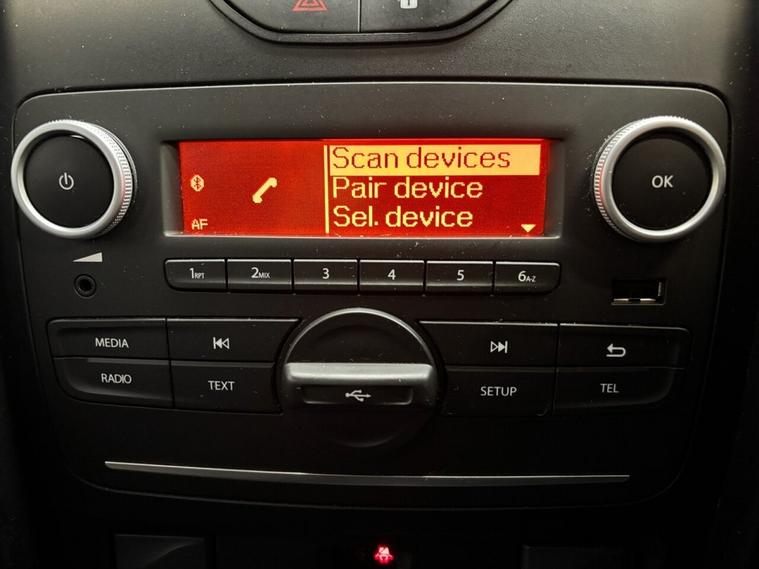 Scan devices
Pair device
Sel. device
AF
OK
1RPT
2MIX
3
4
5
6A-Z
MEDIA
RADIO
TEXT
SETUP
TEL